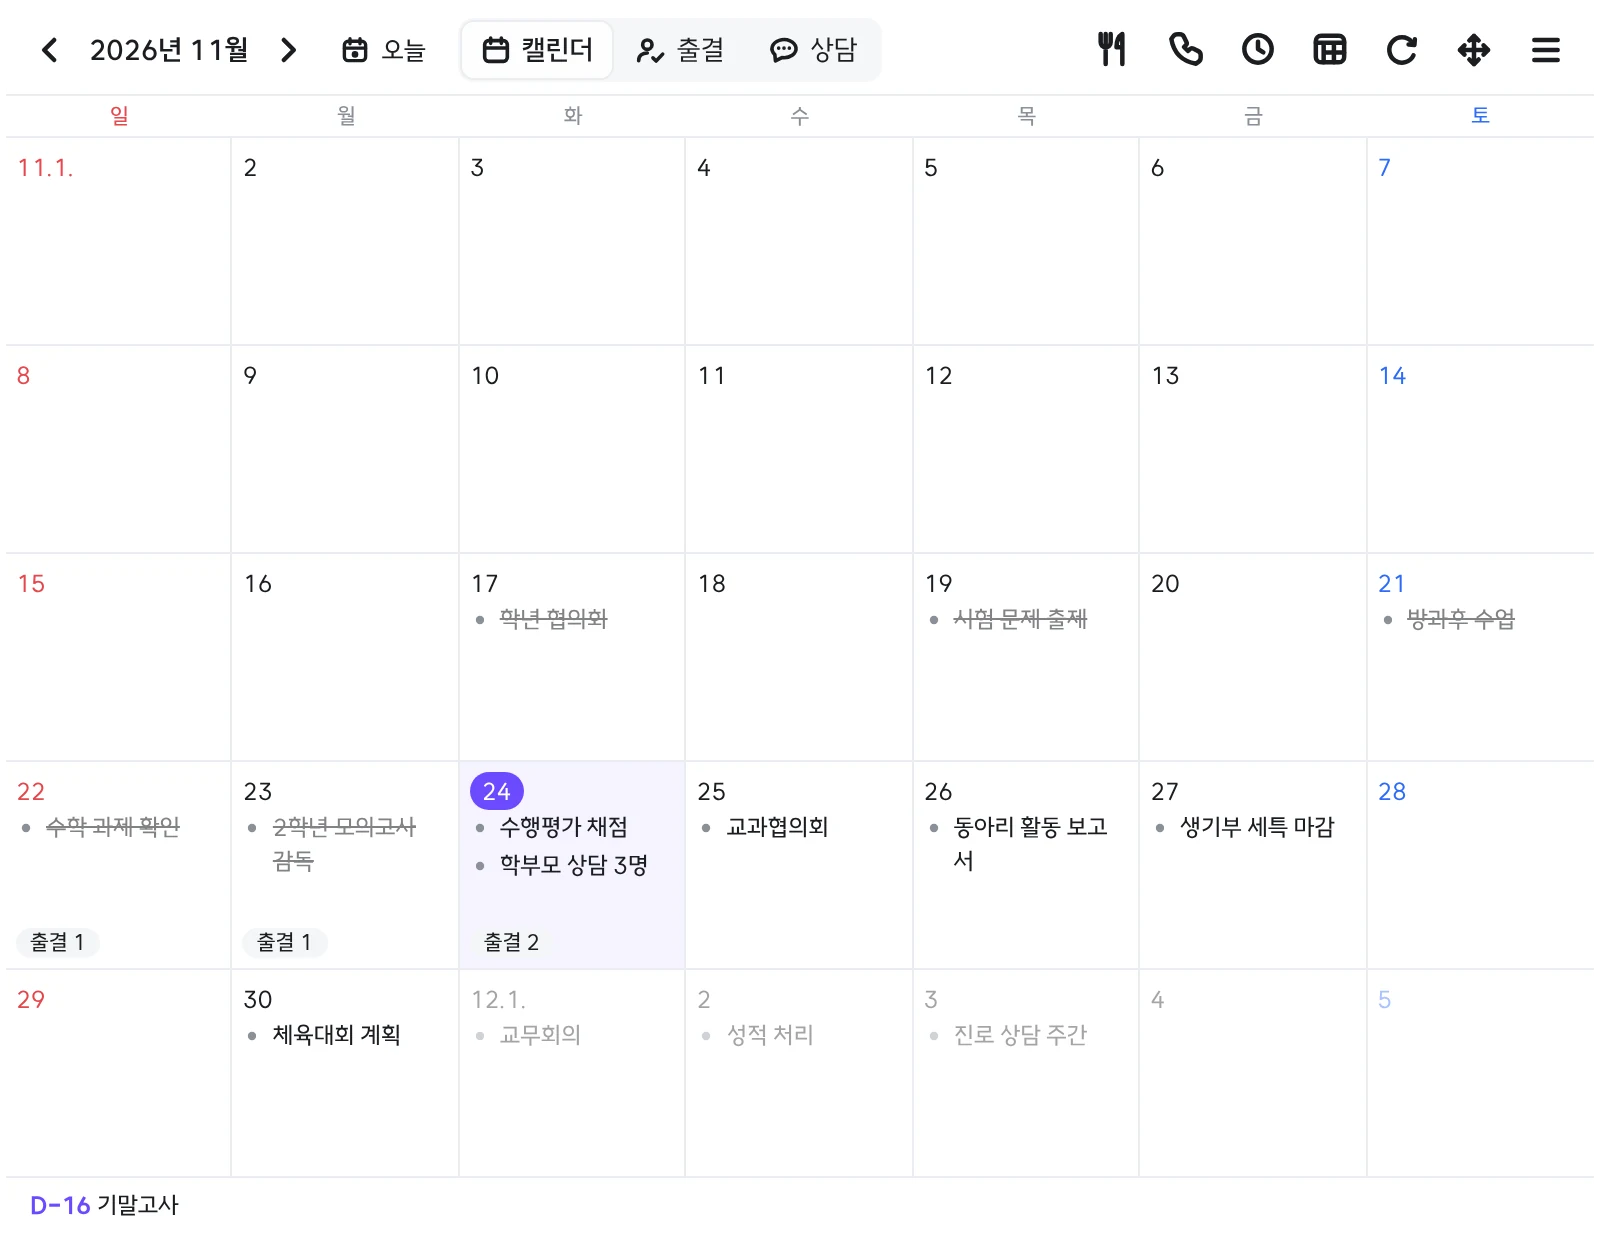 2026년 11월 오늘 캘린더 출결 상담
일 월 화 수 목 금 토
11.1. 2 3 4 5 6 7
8 9 10 11 12 13 14
15 16 17 18 19 20 21
학년 협의회 시험 문제 출제 방과후 수업
22 23 24 25 26 27 28
수학 과제 확인 2학년 모의고사 수행평가 채점 교과협의회 동아리 활동 보고 생기부 세특 마감
감독 학부모 상담 3명 서
출결 1 출결 1 출결 2
29 30 12.1. 2 3 4 5
체육대회 계획 교무회의 성적 처리 진로 상담 주간
D-16 기말고사